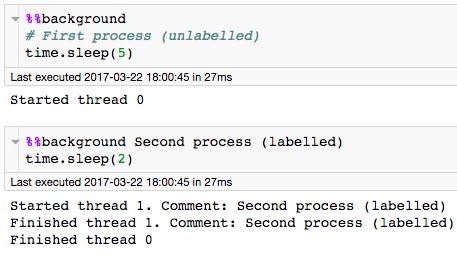 %%background
# First process (unlabelled)
time.sleep(5)
Last executed 2017-03-22 18:00:45 in 27ms
Started thread 0
%%background Second process (labelled)
time.sleep(2)
Last executed 2017-03-22 18:00:45 in 27ms
Started thread 1. Comment: Second process (labelled)
Finished thread 1. Comment: Second process (labelled)
Finished thread 0